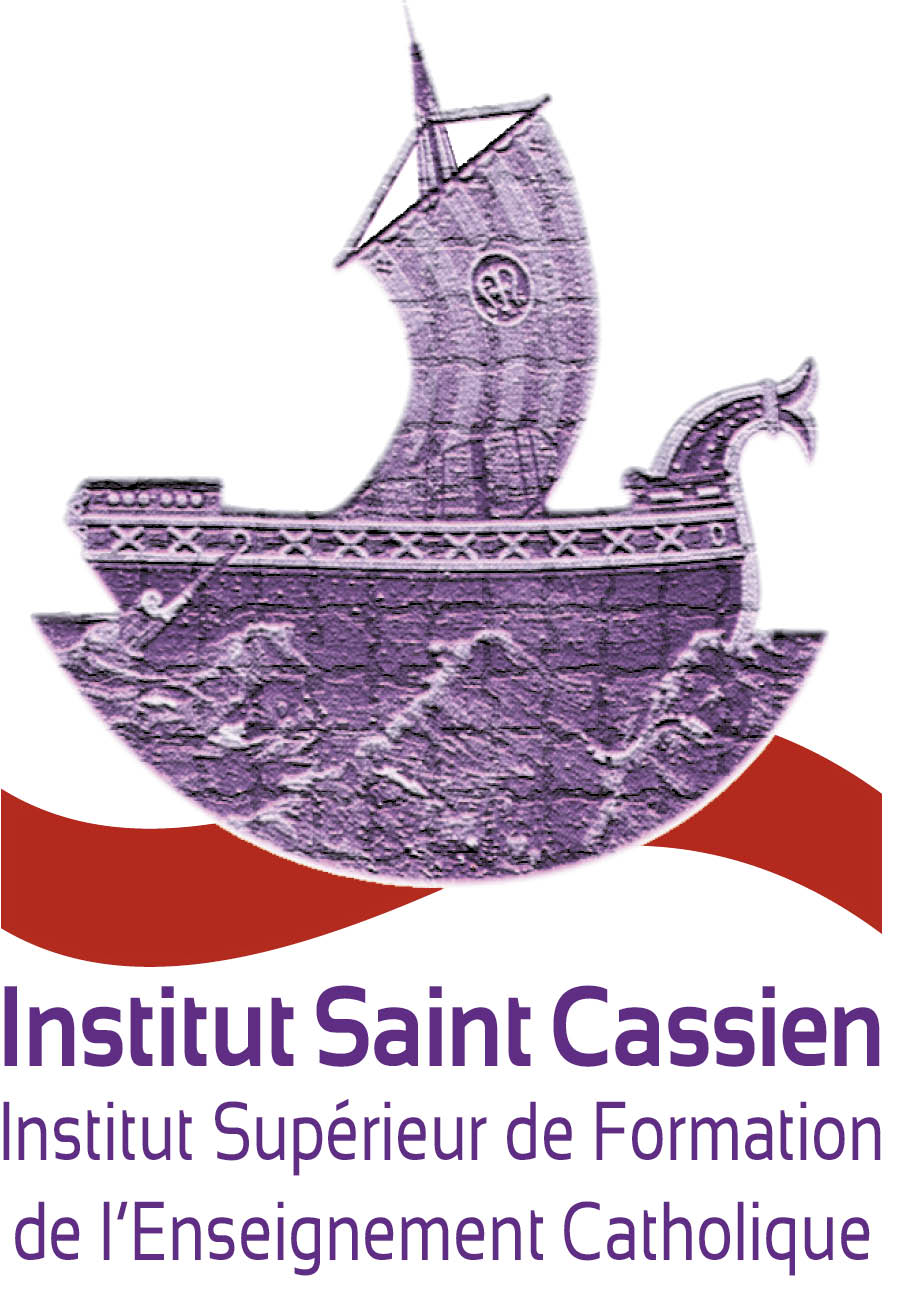 Institut Saint Cassien
Institut Supérieur de Formation
de l'Enseignement Catholique